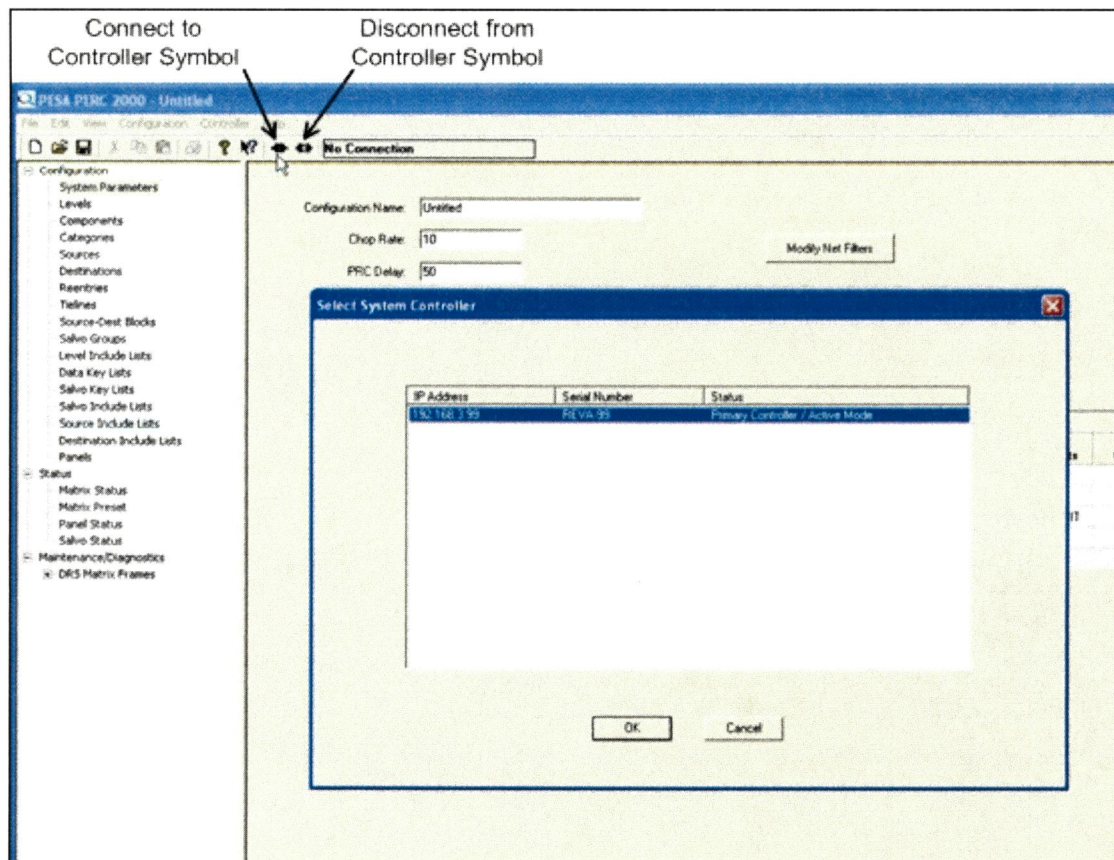 Connect to
Controller Symbol
Disconnect from
Controller Symbol
PESA P1RC 2000 - Untitled
File Edit View Configuration Controller
No Connection
Configuration
System Parameters
Levels
Components
Categories
Sources
Destinations
Reentries
Tielines
Source-Dest Blocks
Salvo Groups
Level Include Lists
Data Key Lists
Salvo Key Lists
Salvo Include Lists
Source Include Lists
Destination Include Lists
Panels
Status
Matrix Status
Matrix Preset
Panel Status
Salvo Status
Maintenance/Diagnostics
DRS Matrix Frames
Configuration Name: Untitled
Chop Rate: 10
PRC Delay: 50
Modify Net Filters
Select System Controller
IP Address Serial Number Status
192.168.3.99 REVA 99 Primary Controller / Active Mode
OK Cancel